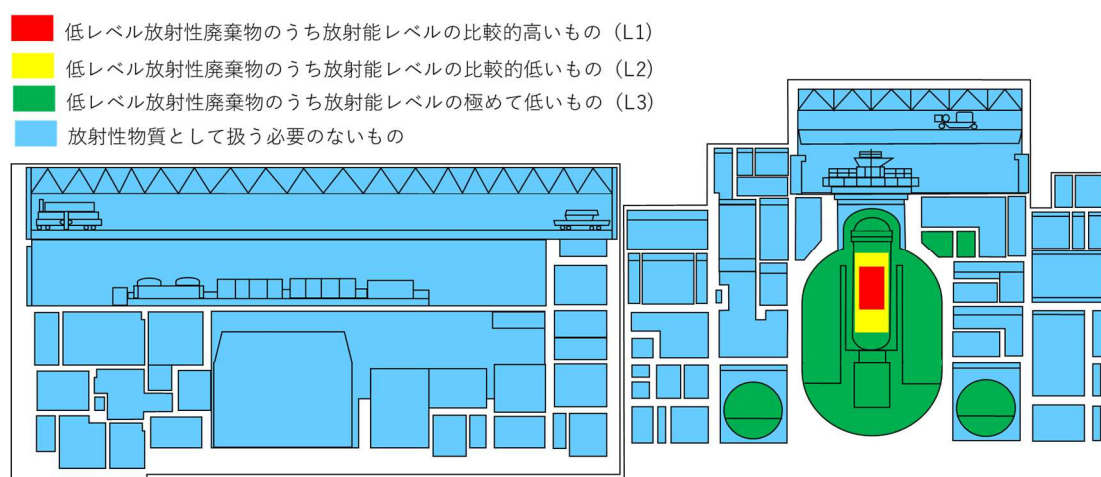 低レベル放射性廃棄物のうち放射能レベルの比較的高いもの（L1）
低レベル放射性廃棄物のうち放射能レベルの比較的低いもの（L2）
低レベル放射性廃棄物のうち放射能レベルの極めて低いもの（L3）
放射性物質として扱う必要のないもの